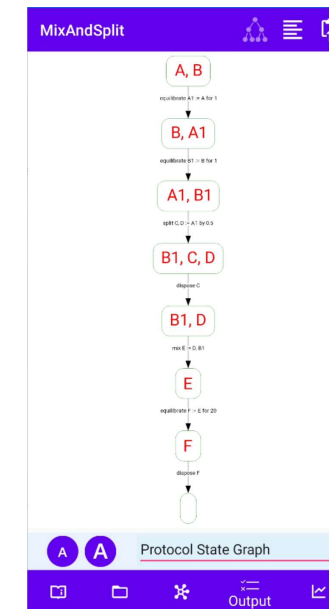 MixAndSplit
A, B
equilibrate A1 := A for 1
B, A1
equilibrate B1 := B for 1
A1, B1
split C, D := A1 by 0.5
B1, C, D
dispose C
B1, D
mix E := D, B1
E
equilibrate F := E for 20
F
dispose F
A A Protocol State Graph
Output